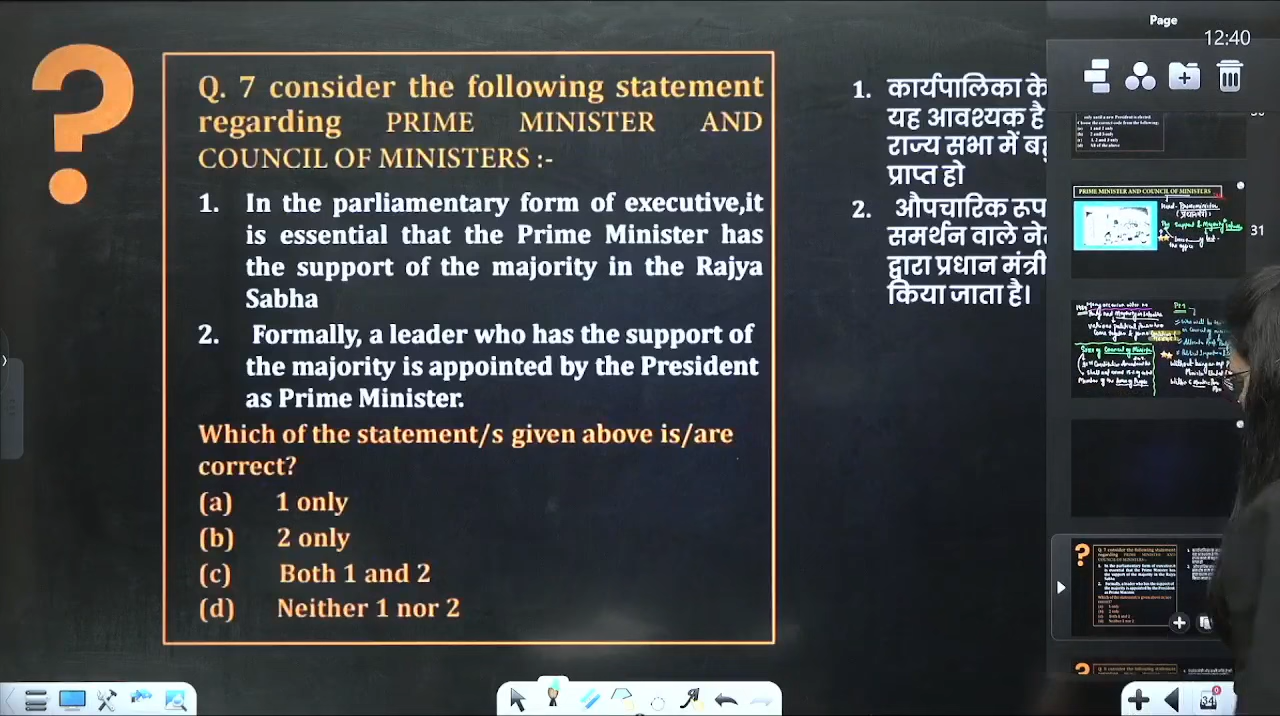 Page
12:40
Q. 7 consider the following statement
regarding PRIME MINISTER AND
COUNCIL OF MINISTERS :-
1. In the parliamentary form of executive,it
is essential that the Prime Minister has
the support of the majority in the Rajya
Sabha
2. Formally, a leader who has the support of
the majority is appointed by the President
as Prime Minister.
Which of the statement/s given above is/are
correct?
(a) 1 only
(b) 2 only
(c) Both 1 and 2
(d) Neither 1 nor 2
1. कार्यपालिका के
यह आवश्यक है
राज्य सभा में
प्राप्त हो
2. औपचारिक रूप
समर्थन वाले
द्वारा प्रधान मंत्री
किया जाता है।
PRIME MINISTER AND COUNCIL OF MINISTERS
31